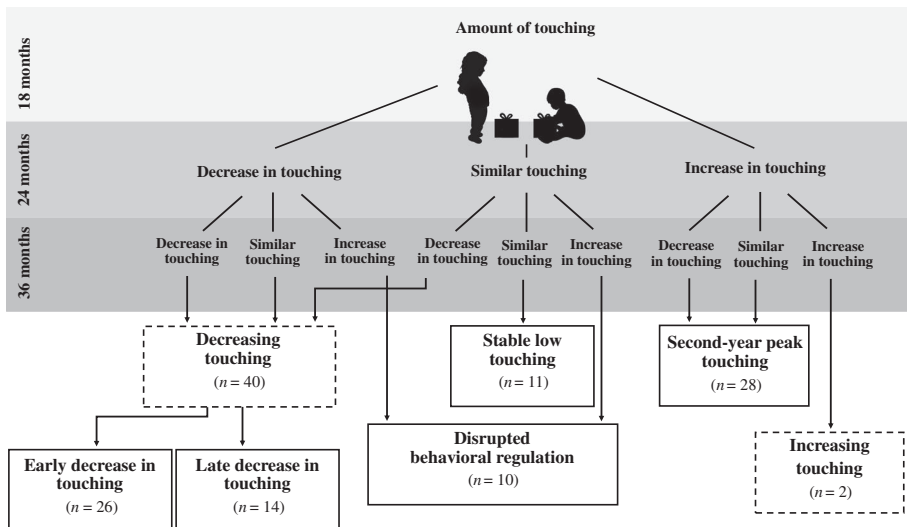 Amount of touching
18 months
24 months
Decrease in touching
Similar touching
Increase in touching
36 months
Decrease in
touching
Similar
touching
Increase
in touching
Decrease
in touching
Similar
touching
Increase
in touching
Decrease
in touching
Similar
touching
Increase
in touching
Decreasing
touching
(n = 40)
Stable low
touching
(n = 11)
Second-year peak
touching
(n = 28)
Early decrease in
touching
(n = 26)
Late decrease in
touching
(n = 14)
Disrupted
behavioral regulation
(n = 10)
Increasing
touching
(n = 2)